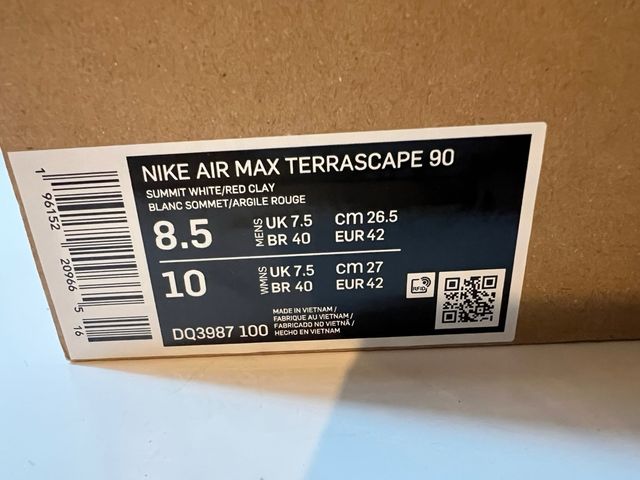 NIKE AIR MAX TERRASCAPE 90
SUMMIT WHITE/RED CLAY
BLANC SOMMET/ARGILE ROUGE
8.5 MENS UK 7.5 CM 26.5
BR 40 EUR 42
10 WMNS UK 7.5 CM 27
BR 40 EUR 42
RFID
DQ3987 100
MADE IN VIETNAM /
FABRIQUE AU VIETNAM /
FABRICADO NO VIETNÃ /
HECHO EN VIETNAM
1 96152 20966 5 16